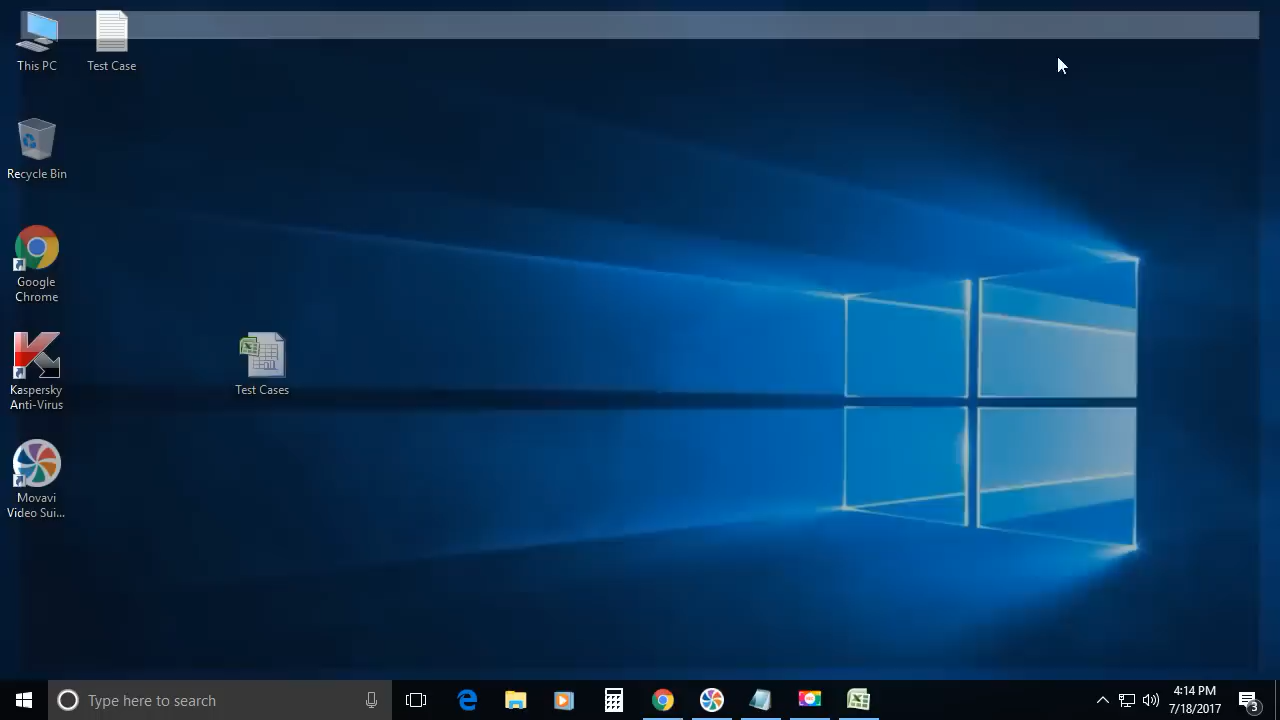 This PC
Test Case
Recycle Bin
Google
Chrome
Kaspersky
Anti-Virus
Test Cases
Movavi
Video Sui...
Type here to search
4:14 PM
7/18/2017
3